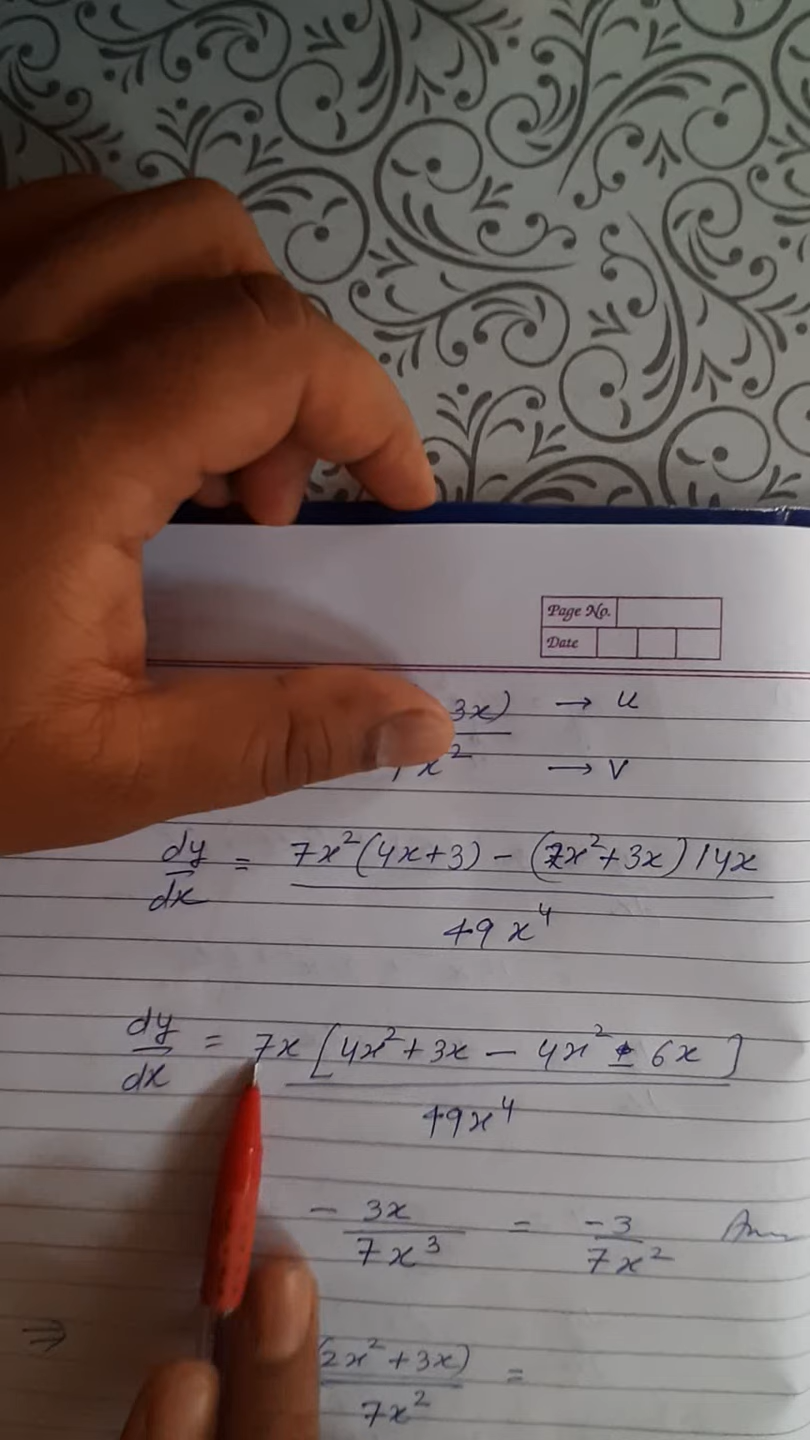 Page No.
Date
3x) → u
x² → v
dy/dx = 7x²(4x+3) - (2x²+3x)14x / 49x⁴
dy/dx = 7x[4x²+3x - 4x² - 6x] / 49x⁴
- 3x/7x³ = -3/7x² Ans
⇒ (2x²+3x)/7x² =